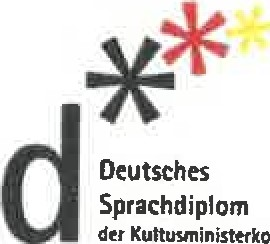 d
Deutsches
Sprachdiplom
der Kultusministerko